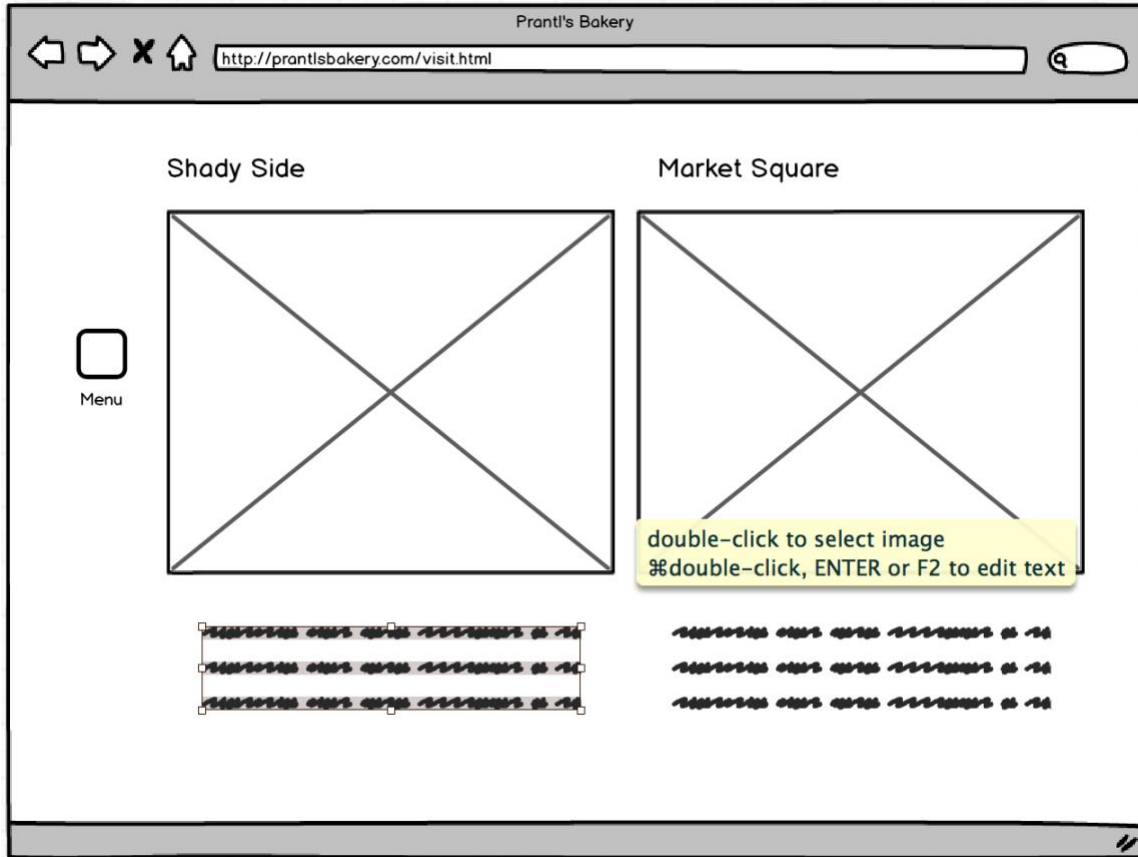 Prantl's Bakery
http://prantlsbakery.com/visit.html
Shady Side
Market Square
Menu
double-click to select image
⌘double-click, ENTER or F2 to edit text